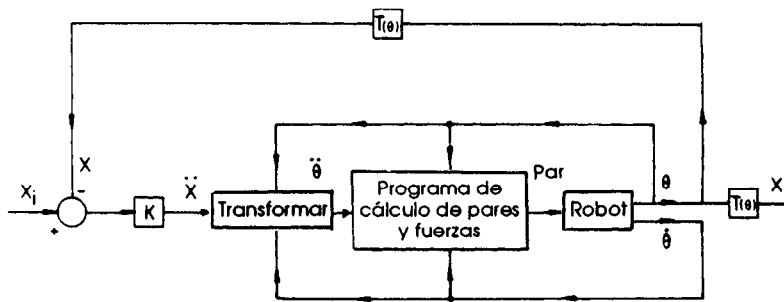 T(θ)
X
-
Xi
+
K
Ẍ
Transformar
θ̈
Programa de
cálculo de pares
y fuerzas
Par
Robot
θ
θ̇
T(θ)
X